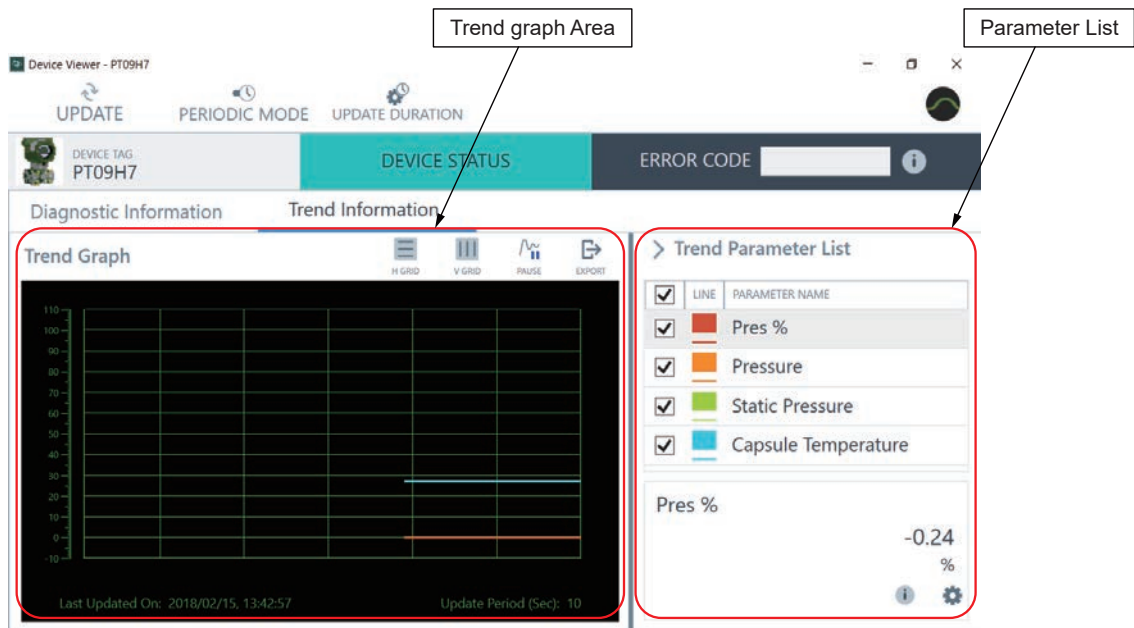 Trend graph Area
Parameter List
Device Viewer - PT09H7
UPDATE
PERIODIC MODE
UPDATE DURATION
DEVICE TAG
PT09H7
DEVICE STATUS
ERROR CODE
Diagnostic Information
Trend Information
Trend Graph
H GRID
V GRID
PAUSE
EXPORT
Trend Parameter List
LINE
PARAMETER NAME
Pres %
Pressure
Static Pressure
Capsule Temperature
110
100
90
80
70
60
50
40
30
20
10
0
-10
Last Updated On: 2018/02/15, 13:42:57
Update Period (Sec): 10
Pres %
-0.24
%